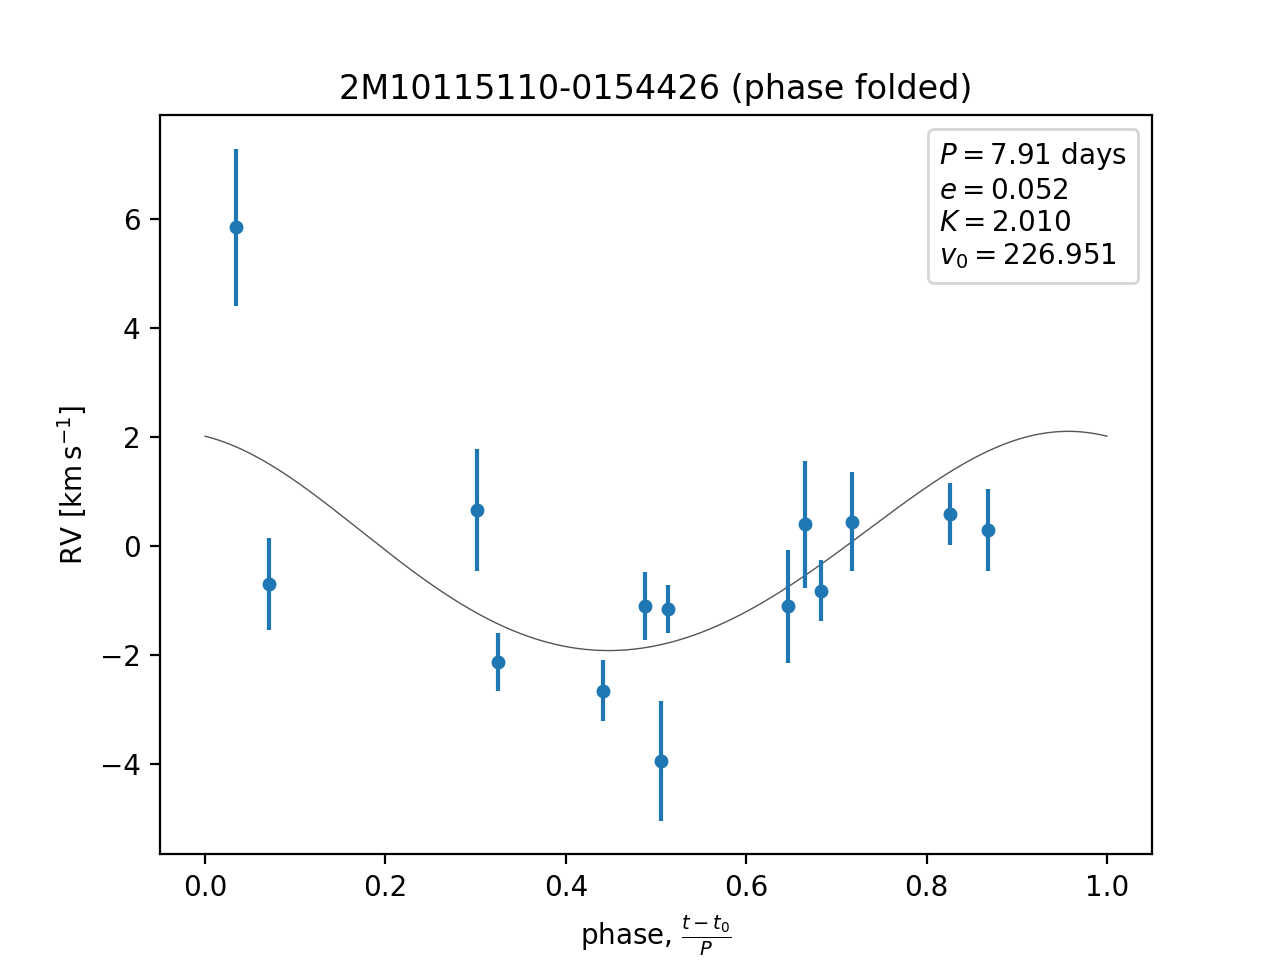 2M10115110-0154426 (phase folded)
P = 7.91 days
e = 0.052
K = 2.010
v₀ = 226.951
RV [km s⁻¹]
6
4
2
0
−2
−4
0.0 0.2 0.4 0.6 0.8 1.0
phase, (t − t₀)/P